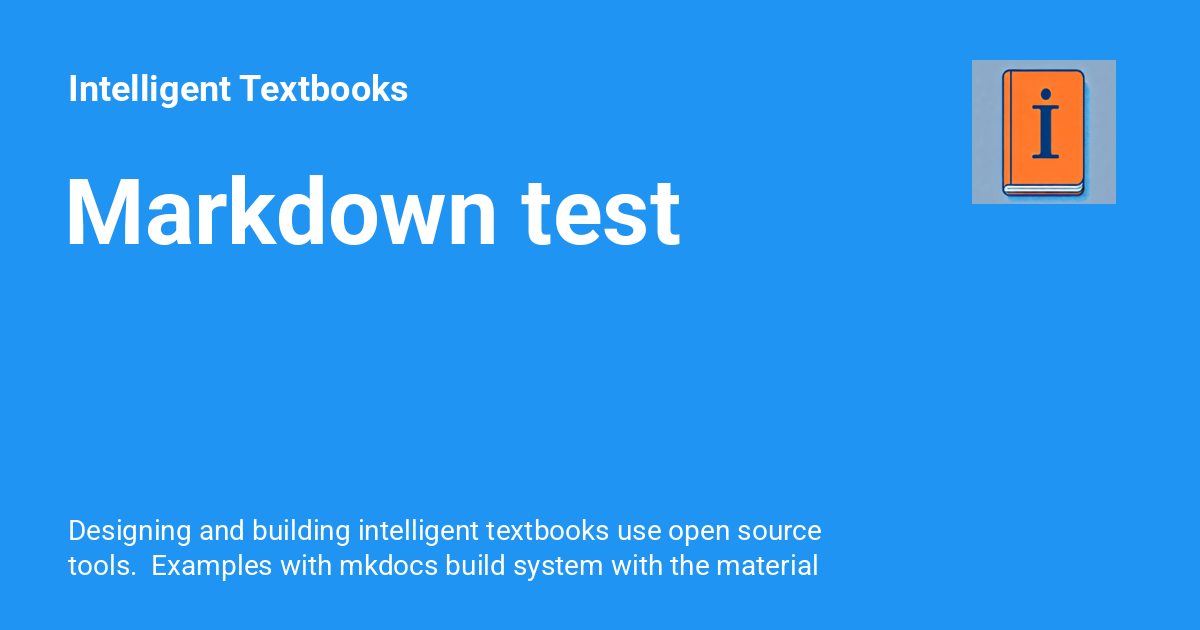 Intelligent Textbooks
i
Markdown test
Designing and building intelligent textbooks use open source
tools.  Examples with mkdocs build system with the material